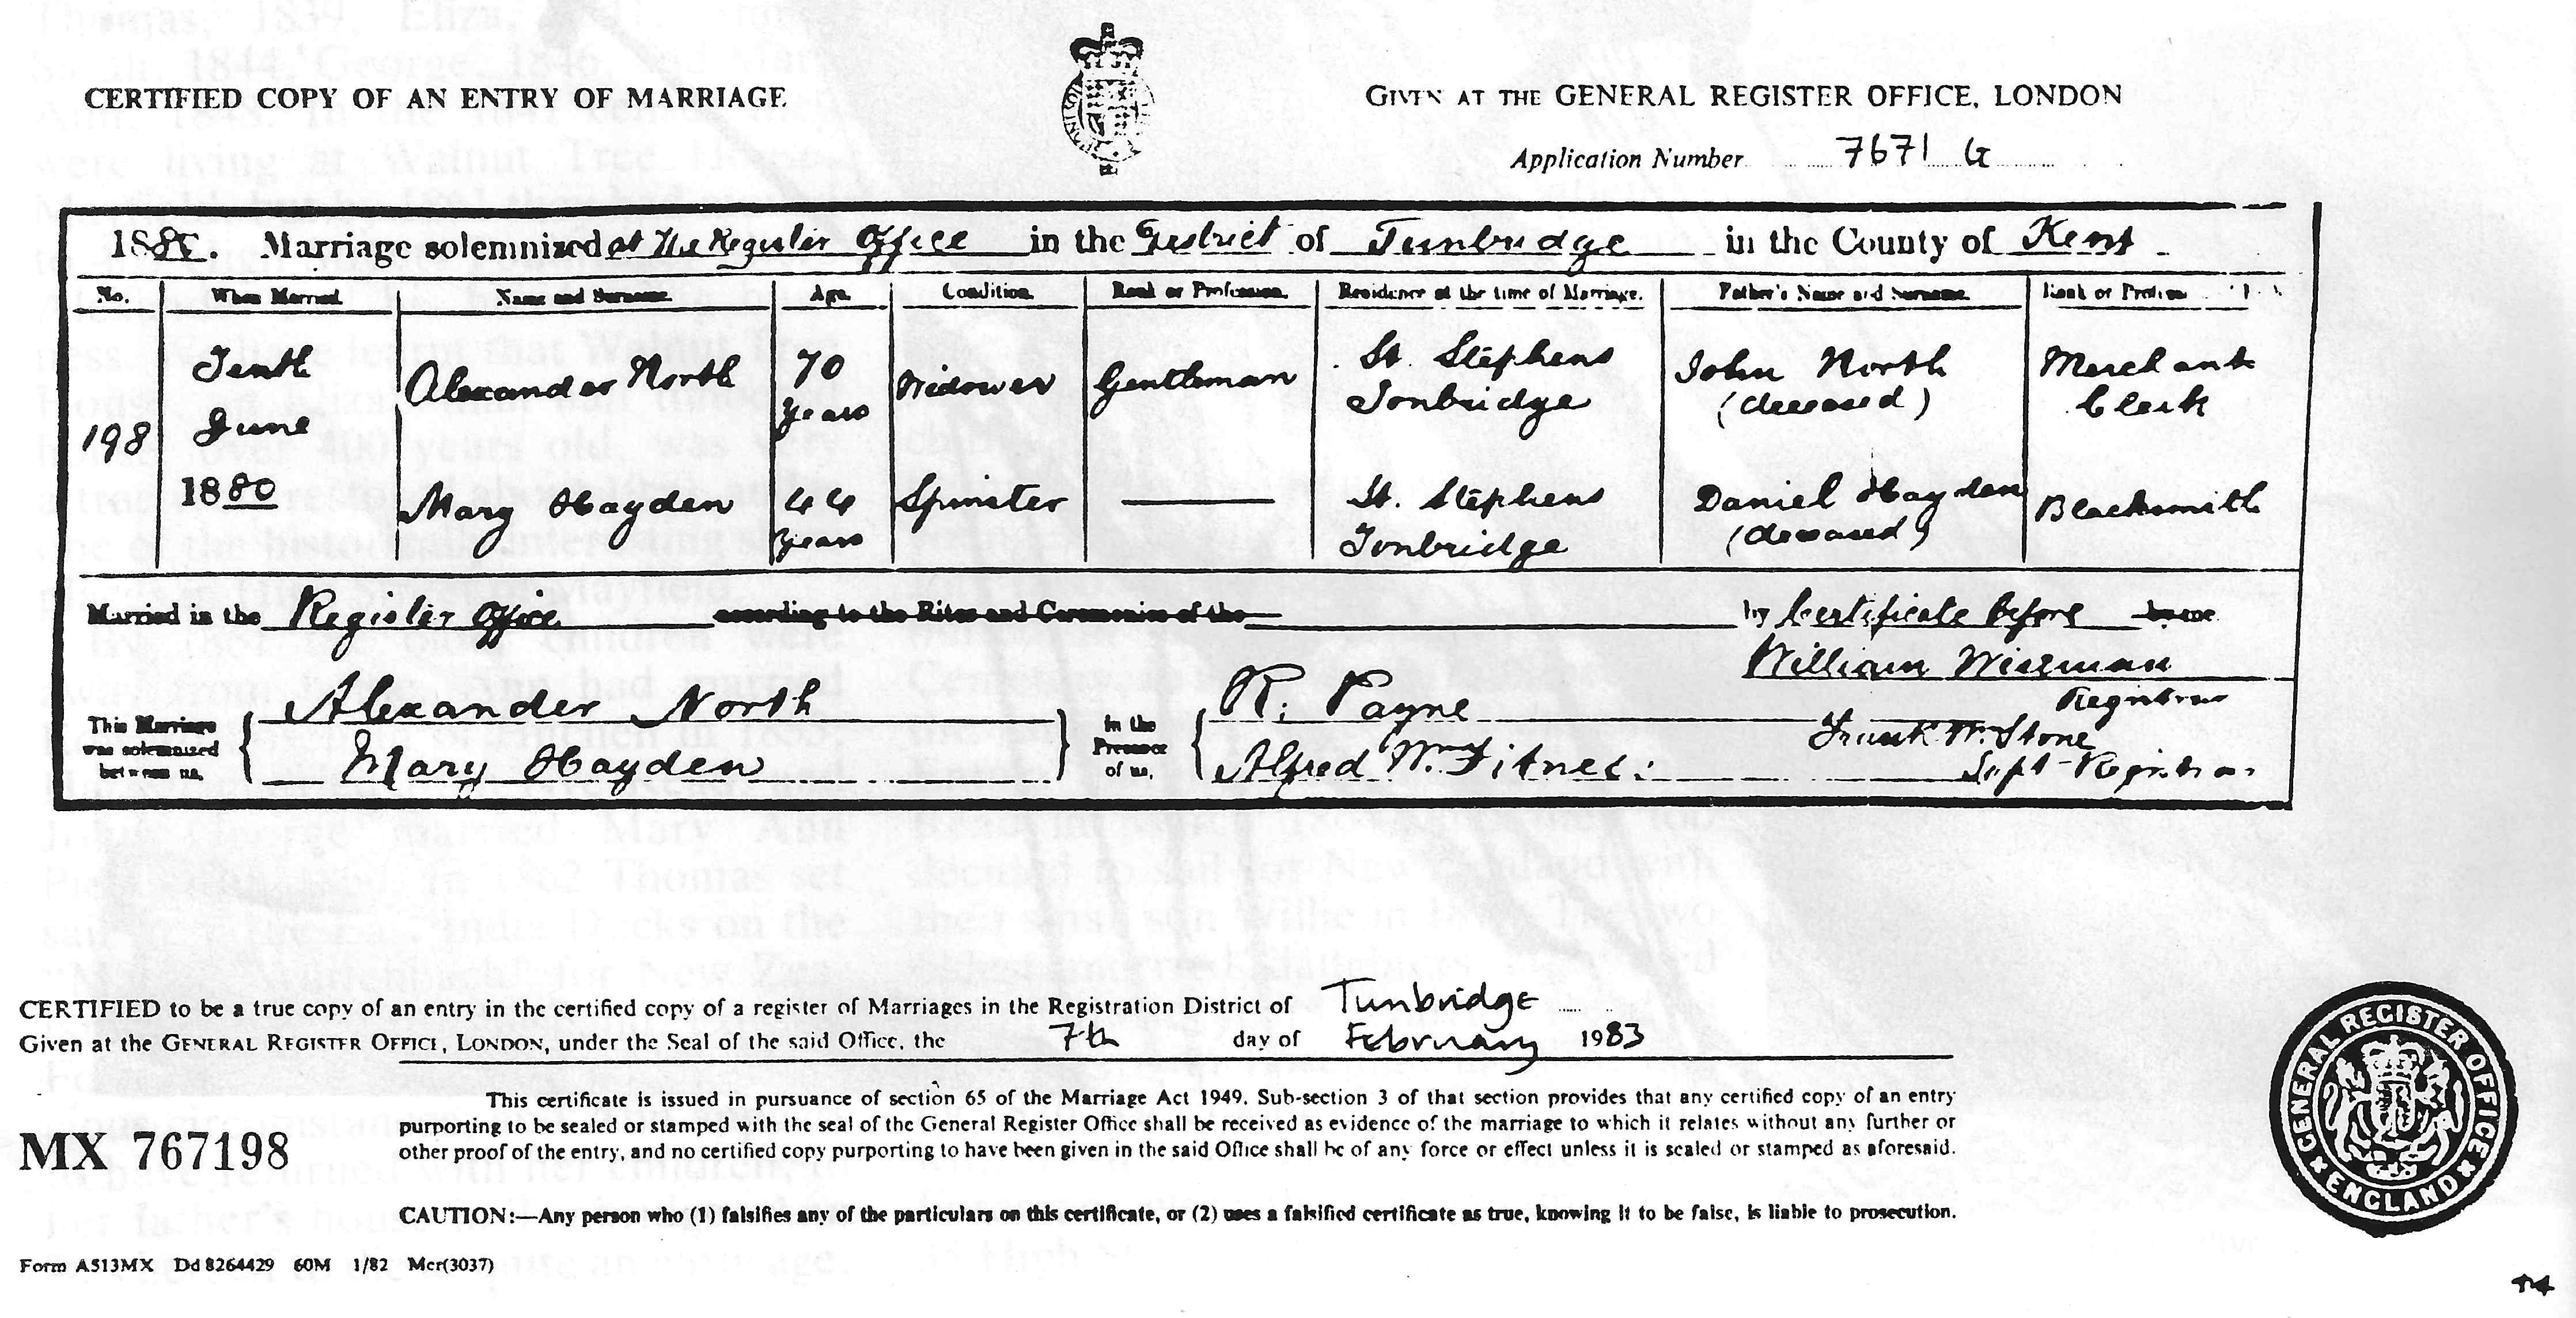 CERTIFIED COPY OF AN ENTRY OF MARRIAGE
GIVEN AT THE GENERAL REGISTER OFFICE, LONDON
Application Number 7671 G
1880. Marriage solemnized at The Register Office in the District of Tunbridge in the County of Kent
No. When Married. Name and Surname. Age. Condition. Rank or Profession. Residence at the time of Marriage. Father's Name and Surname. Rank or Profession
198 Tenth June 1880
Alexander North 70 years Widower Gentleman St. Stephens Tonbridge John North (deceased) Merchant Clerk
Mary Hayden 44 years Spinster St. Stephens Tonbridge Daniel Hayden (deceased) Blacksmith
Married in the Register Office according to the Rites and Ceremonies of the by Certificate before
William Wiseman
Registrar
This Marriage was solemnized between us, Alexander North
Mary Hayden
In the Presence of us, R. Payne
Alfred Wm.
Frank W. Stone
Supt Registrar
CERTIFIED to be a true copy of an entry in the certified copy of a register of Marriages in the Registration District of Tunbridge
Given at the GENERAL REGISTER OFFICE, LONDON, under the Seal of the said Office, the 7th day of February 1983
This certificate is issued in pursuance of section 65 of the Marriage Act 1949. Sub-section 3 of that section provides that any certified copy of an entry
purporting to be sealed or stamped with the seal of the General Register Office shall be received as evidence of the marriage to which it relates without any further or
other proof of the entry, and no certified copy purporting to have been given in the said Office shall be of any force or effect unless it is sealed or stamped as aforesaid.
MX 767198
CAUTION:—Any person who (1) falsifies any of the particulars on this certificate, or (2) uses a falsified certificate as true, knowing it to be false, is liable to prosecution.
Form A513MX Dd 8264429 60M 1/82 Mcr(3037)
GENERAL REGISTER OFFICE
ENGLAND